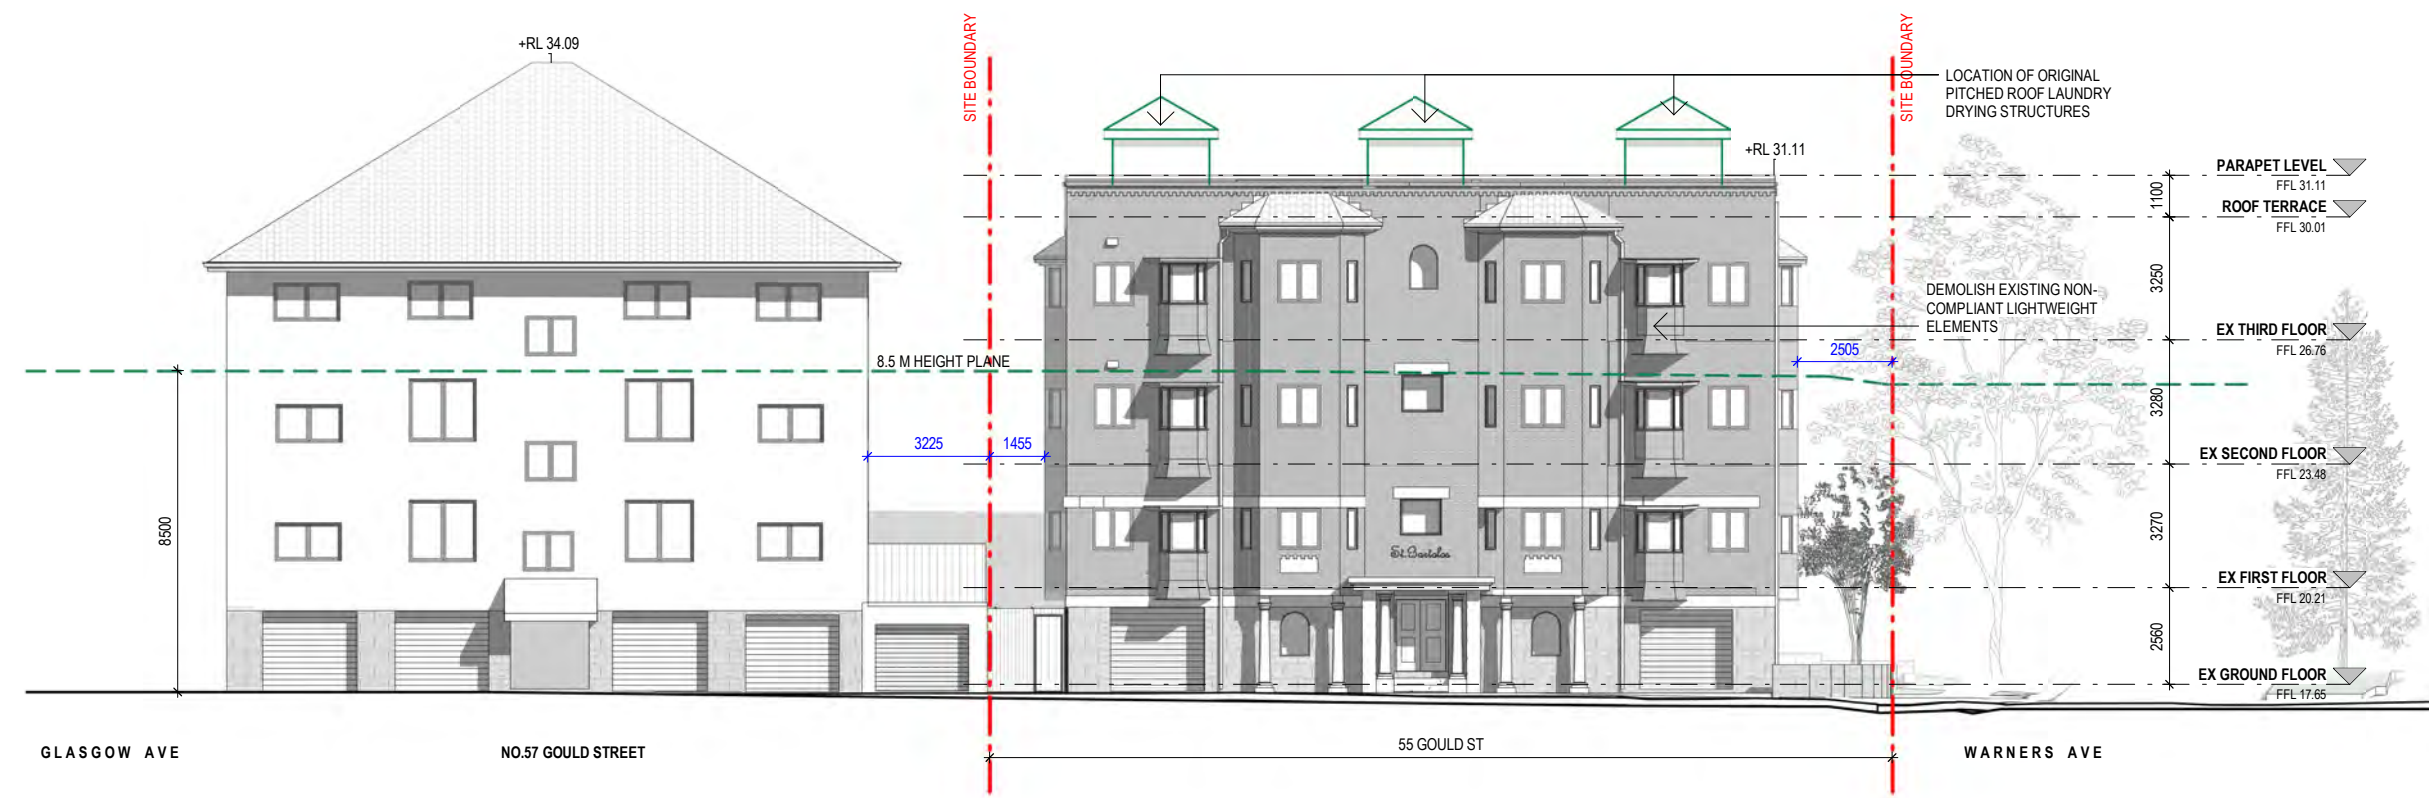 +RL 34.09
SITE BOUNDARY
SITE BOUNDARY
LOCATION OF ORIGINAL
PITCHED ROOF LAUNDRY
DRYING STRUCTURES
+RL 31.11
PARAPET LEVEL
FFL 31.11
1100
ROOF TERRACE
FFL 30.01
3250
DEMOLISH EXISTING NON-
COMPLIANT LIGHTWEIGHT
ELEMENTS
EX THIRD FLOOR
FFL 26.76
8.5 M HEIGHT PLANE
2505
3280
3225
1455
EX SECOND FLOOR
FFL 23.48
8500
3270
EX FIRST FLOOR
FFL 20.21
2560
EX GROUND FLOOR
FFL 17.65
GLASGOW AVE
NO.57 GOULD STREET
55 GOULD ST
WARNERS AVE